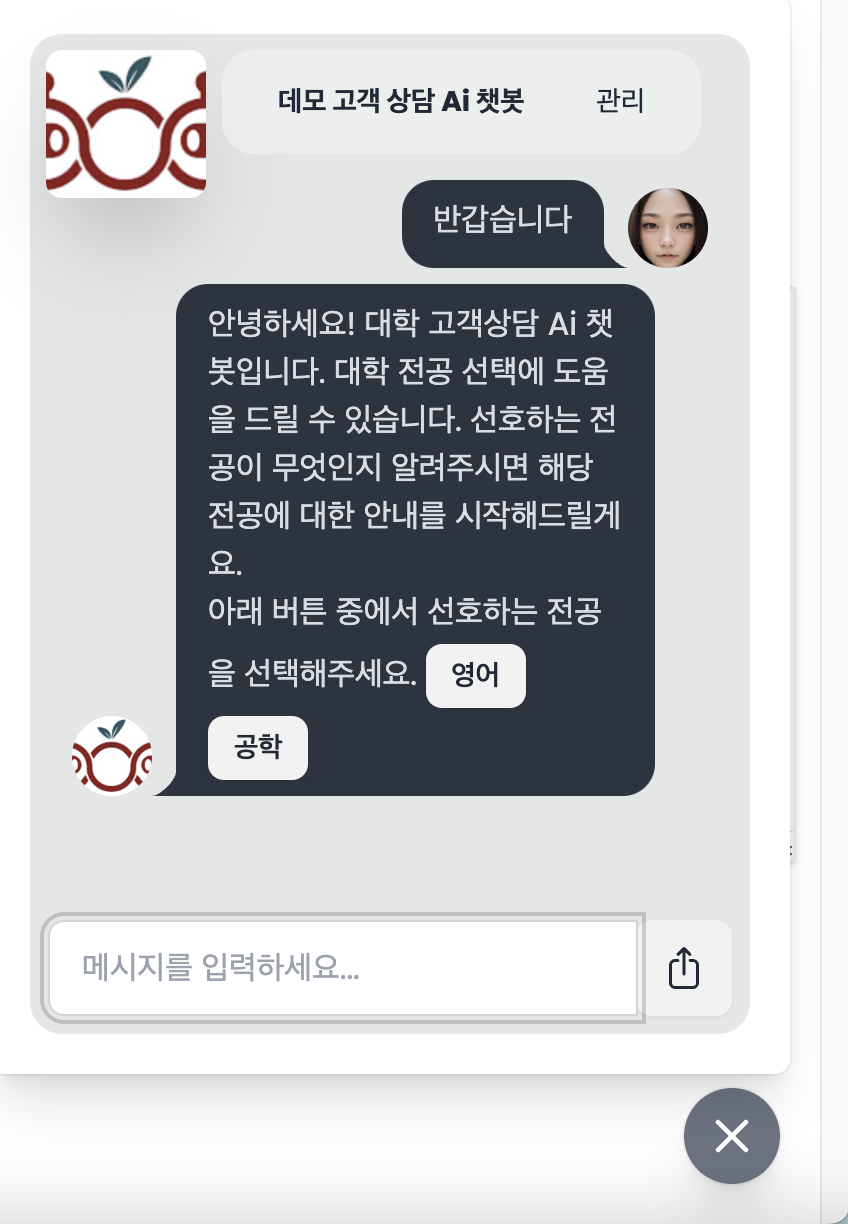 데모 고객 상담 Ai 챗봇
관리
반갑습니다
안녕하세요! 대학 고객상담 Ai 챗
봇입니다. 대학 전공 선택에 도움
을 드릴 수 있습니다. 선호하는 전
공이 무엇인지 알려주시면 해당
전공에 대한 안내를 시작해드릴게
요.
아래 버튼 중에서 선호하는 전공
을 선택해주세요. 영어
공학
메시지를 입력하세요...